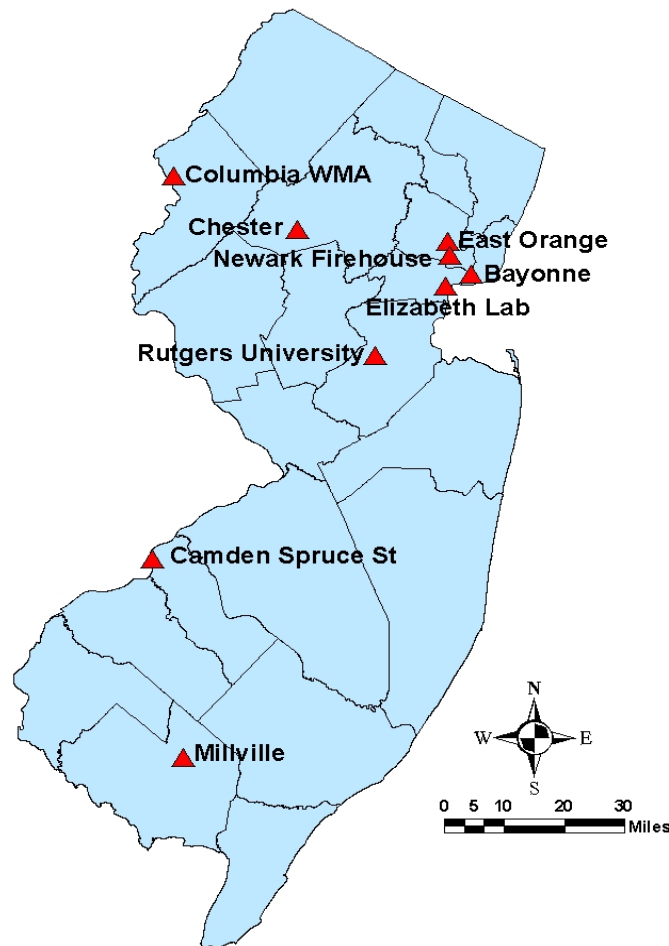 Columbia WMA
Chester
East Orange
Newark Firehouse
Bayonne
Elizabeth Lab
Rutgers University
Camden Spruce St
N
W E
S
Millville
0 5 10 20 30
Miles